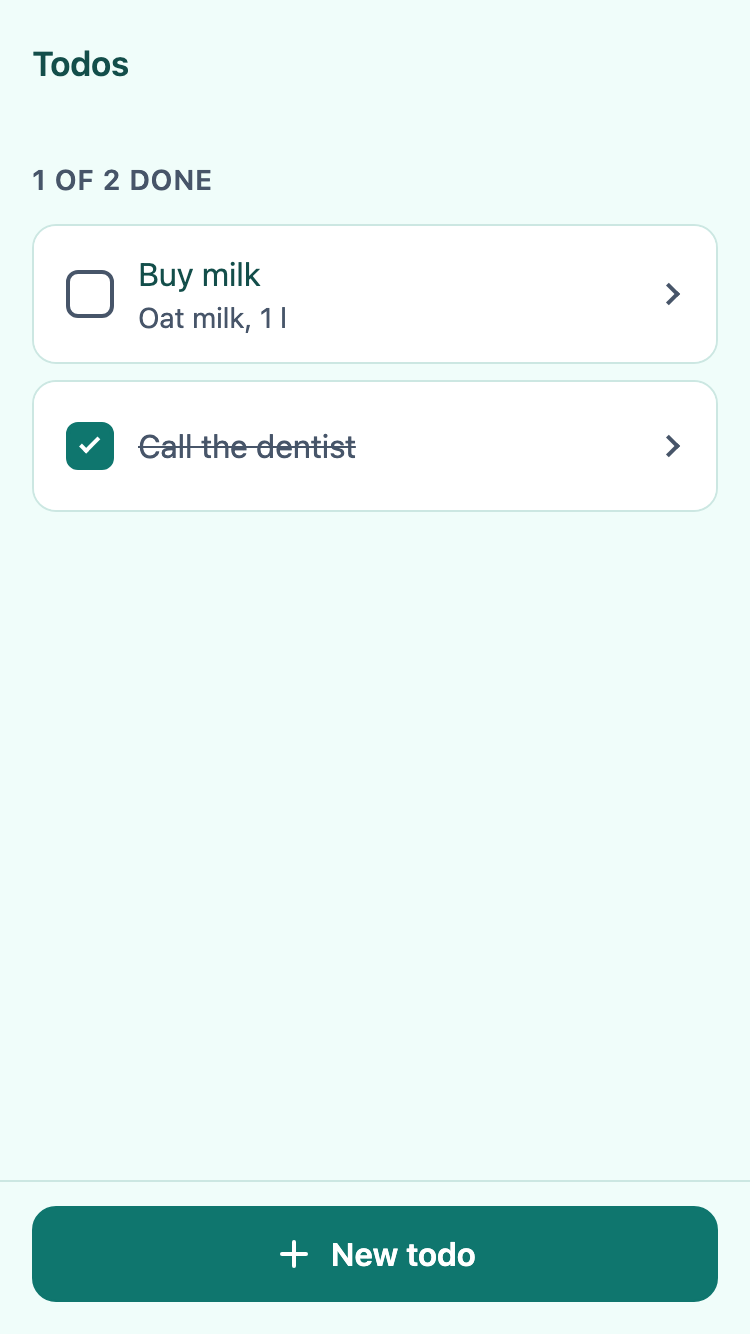 Todos
1 OF 2 DONE
Buy milk
Oat milk, 1 l
Call the dentist
New todo